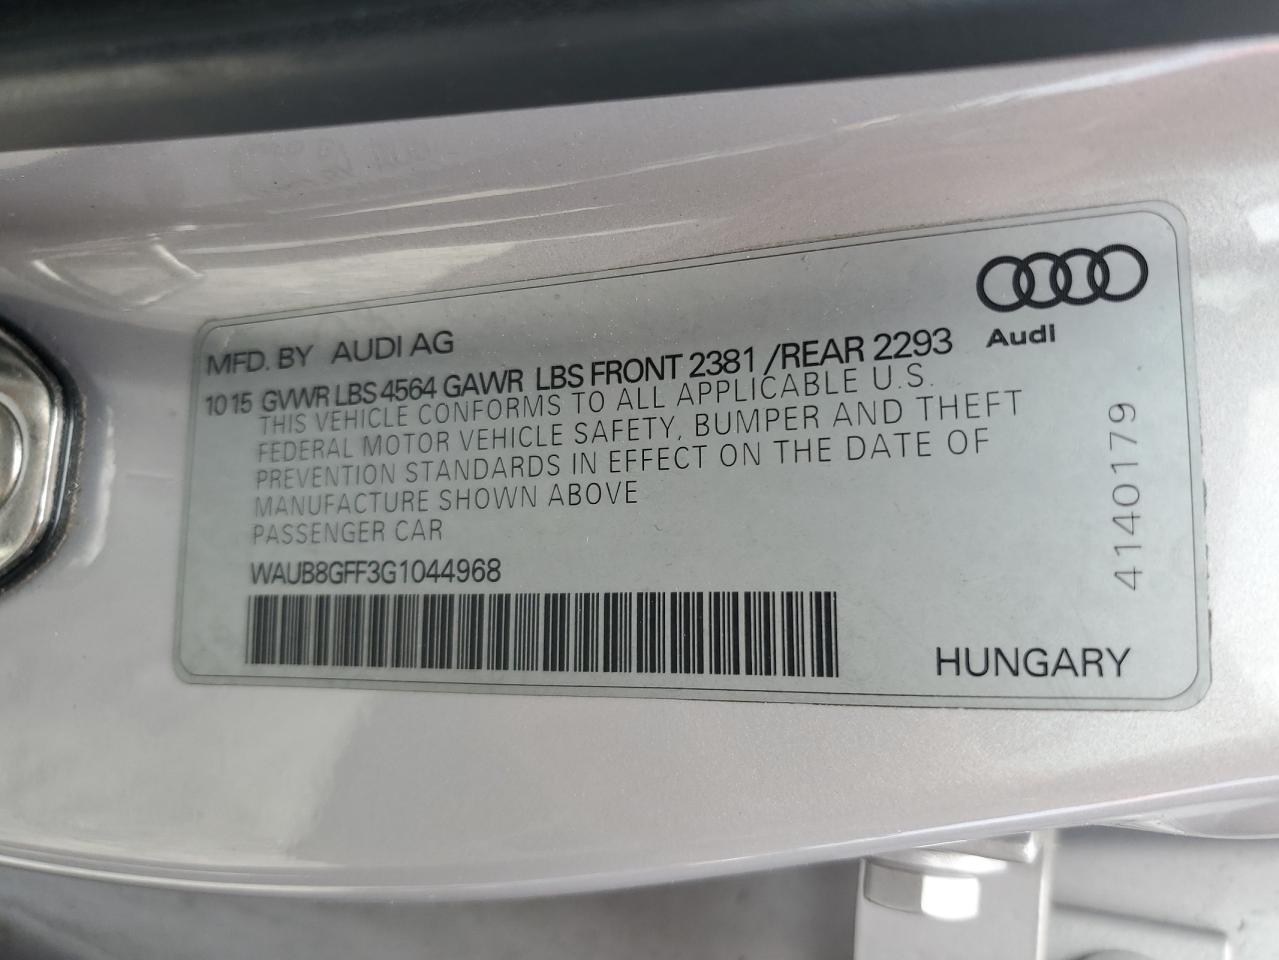 Audi
MFD. BY AUDI AG
10 15 GVWR LBS 4564 GAWR LBS FRONT 2381 /REAR 2293
THIS VEHICLE CONFORMS TO ALL APPLICABLE U.S.
FEDERAL MOTOR VEHICLE SAFETY, BUMPER AND THEFT
PREVENTION STANDARDS IN EFFECT ON THE DATE OF
MANUFACTURE SHOWN ABOVE
PASSENGER CAR
WAUB8GFF3G1044968
4140179
HUNGARY